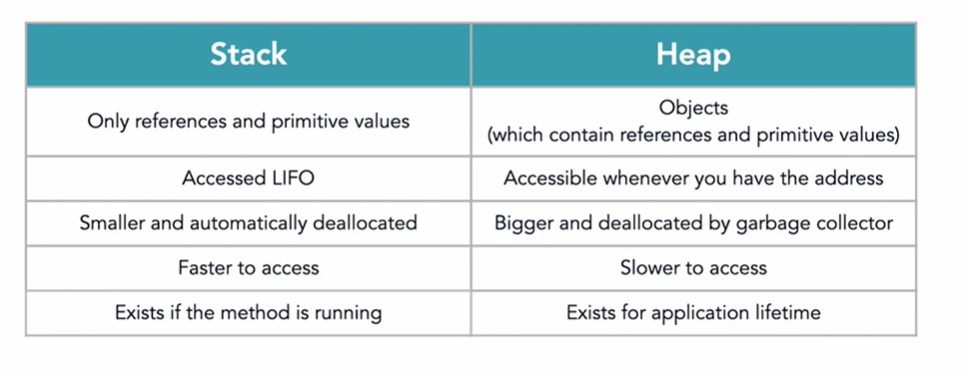 Stack
Heap
Only references and primitive values
Objects
(which contain references and primitive values)
Accessed LIFO
Accessible whenever you have the address
Smaller and automatically deallocated
Bigger and deallocated by garbage collector
Faster to access
Slower to access
Exists if the method is running
Exists for application lifetime